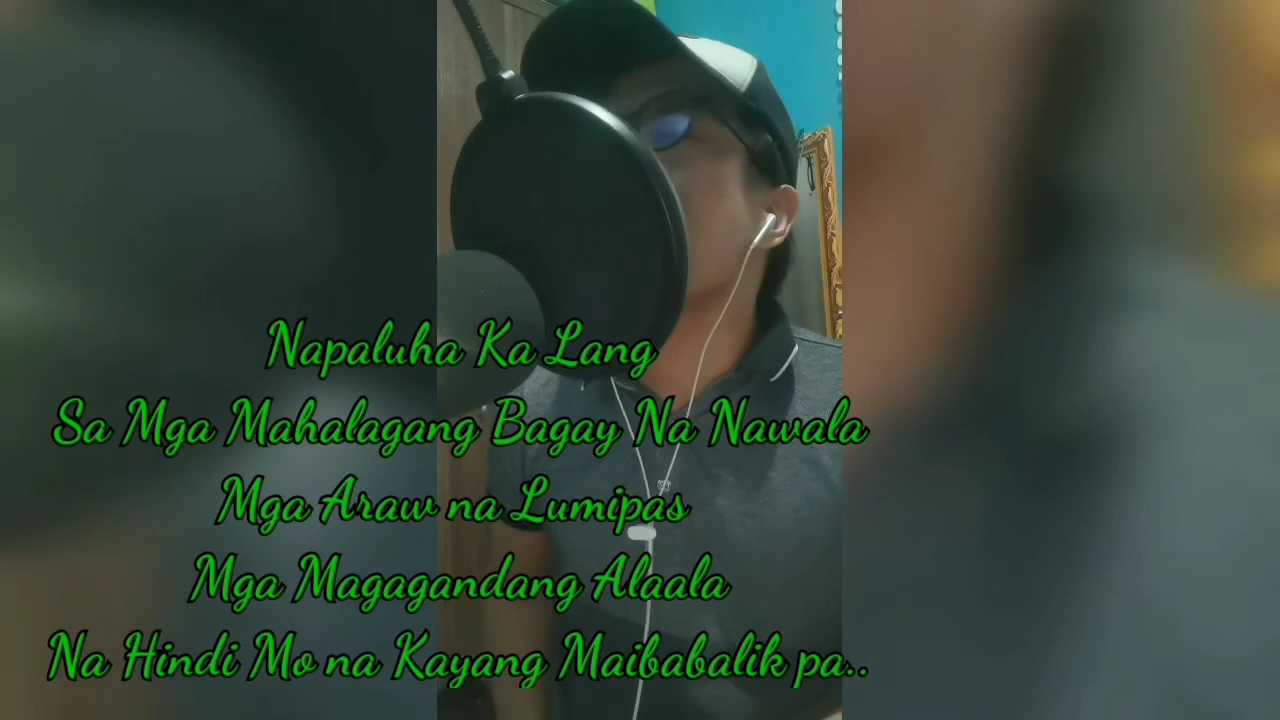 Napaluha Ka Lang
Sa Mga Mahalagang Bagay Na Nawala
Mga Araw na Lumipas
Mga Magagandang Alaala
Na Hindi Mo na Kayang Maibabalik pa..